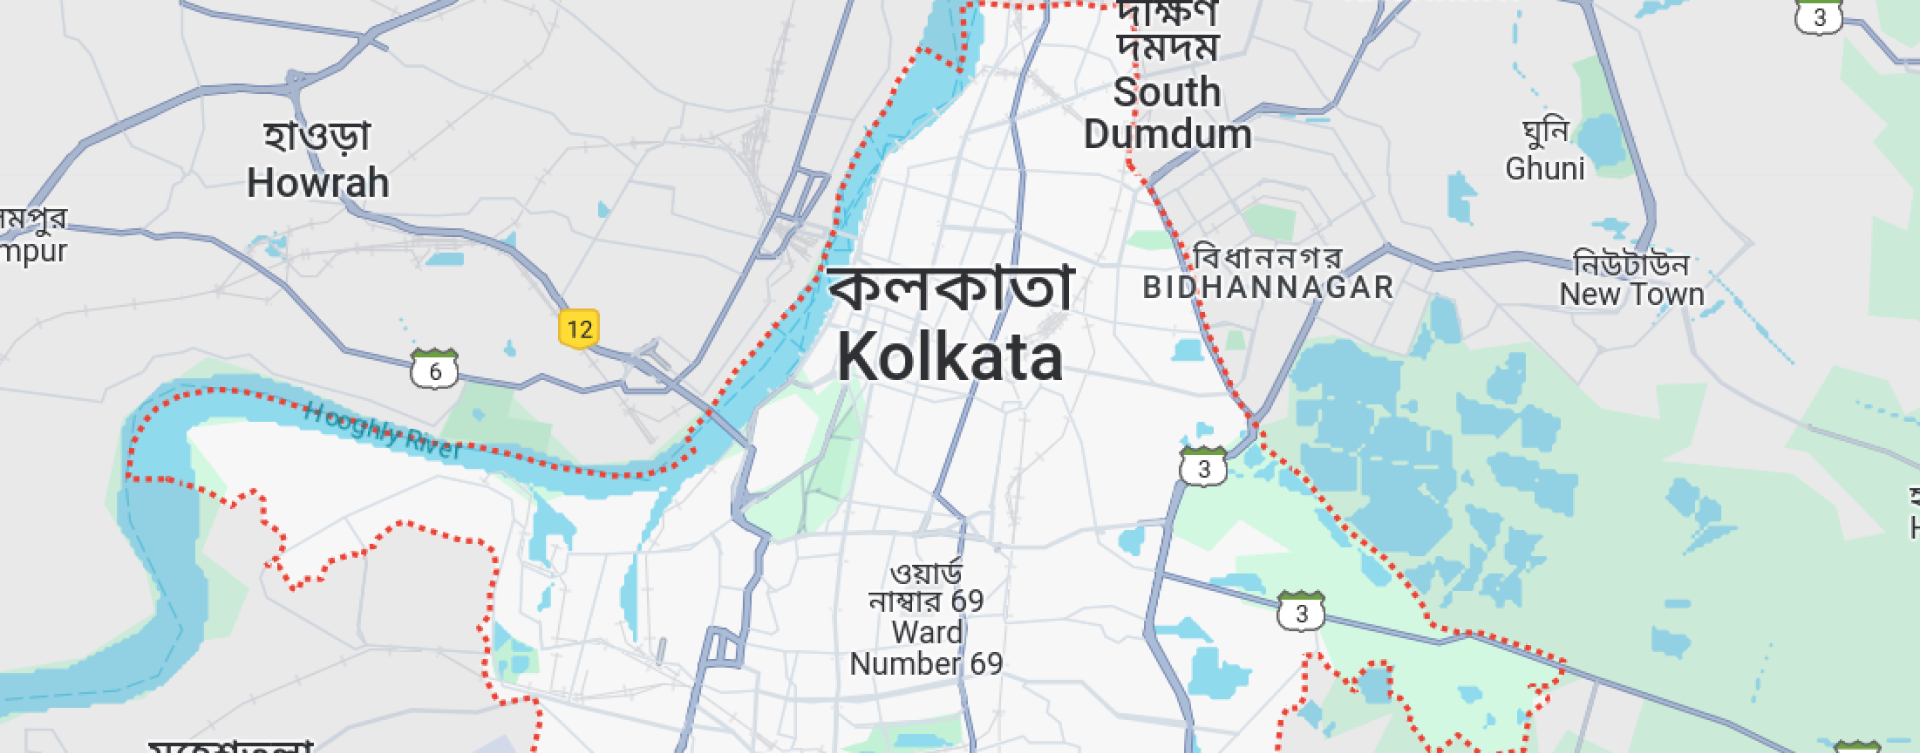 দক্ষিণ
দমদম
South
Dumdum
3
হাওড়া
Howrah
ঘুনি
Ghuni
mpur
বিধাননগর
BIDHANNAGAR
নিউটাউন
New Town
কলকাতা
Kolkata
12
6
Hooghly River
3
ওয়ার্ড
নাম্বার 69
Ward
Number 69
3